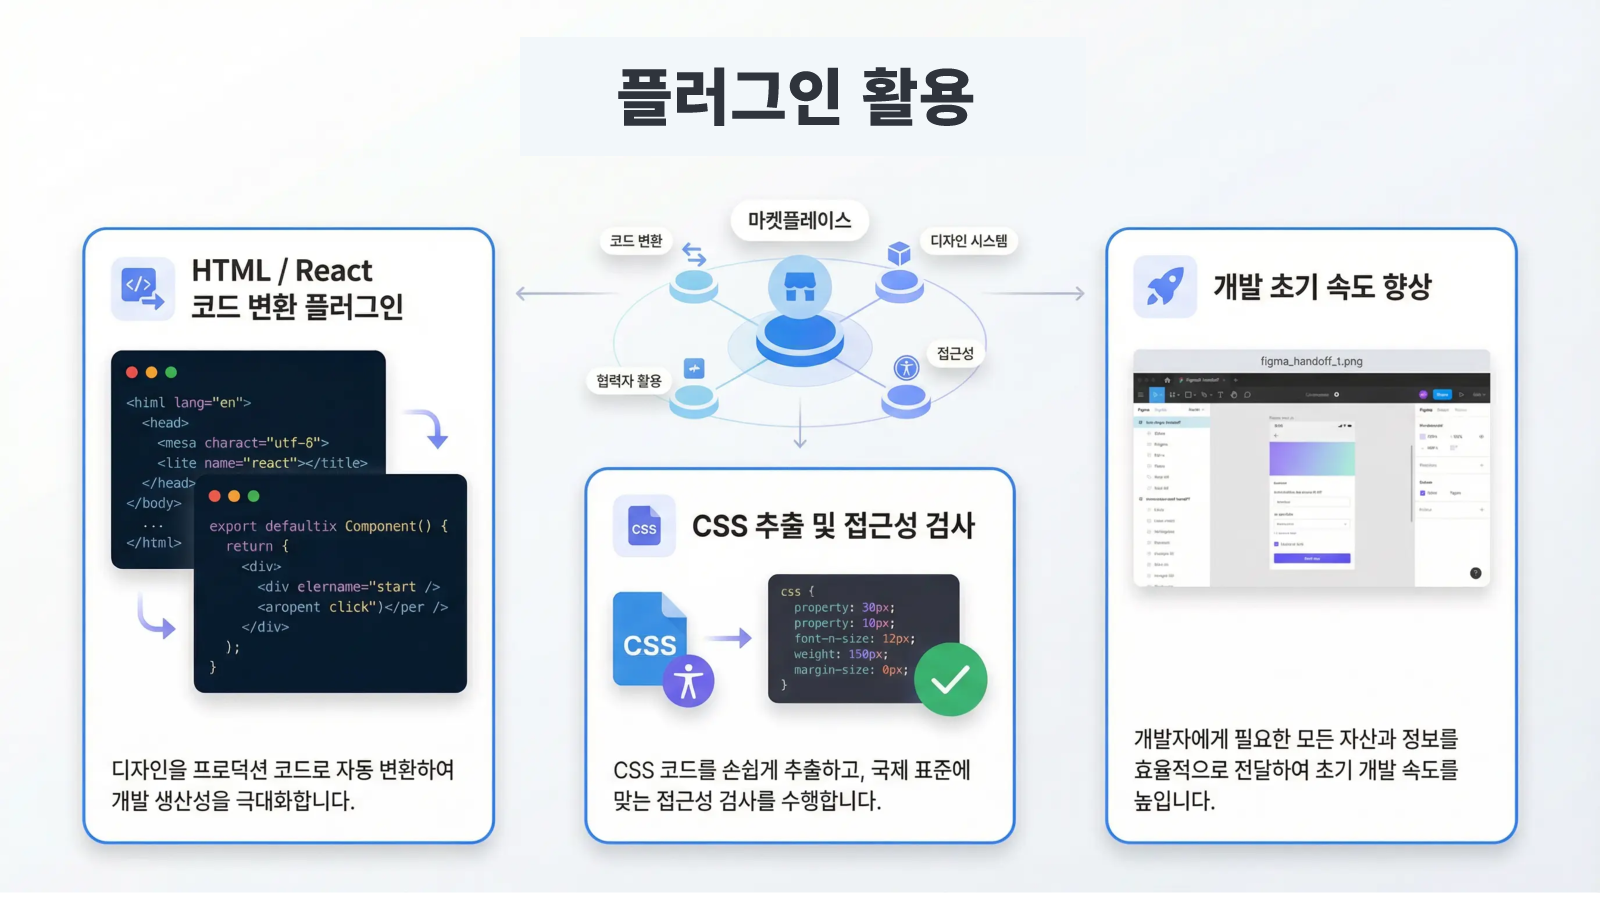 플러그인 활용
마켓플레이스
코드 변환
디자인 시스템
접근성
협력자 활용
HTML / React
코드 변환 플러그인
<himl lang="en">
<head>
<mesa charact="utf-6">
<lite name="react"></title>
</head>
</body>
...
</html>
export defaultix Component() {
return {
<div>
<div elername="start />
<aropent click")</per />
</div>
);
}
디자인을 프로덕션 코드로 자동 변환하여
개발 생산성을 극대화합니다.
CSS
CSS 추출 및 접근성 검사
CSS
css {
property: 30px;
property: 10px;
font-n-size: 12px;
weight: 150px;
margin-size: 0px;
}
CSS 코드를 손쉽게 추출하고, 국제 표준에
맞는 접근성 검사를 수행합니다.
개발 초기 속도 향상
figma_handoff_1.png
개발자에게 필요한 모든 자산과 정보를
효율적으로 전달하여 초기 개발 속도를
높입니다.